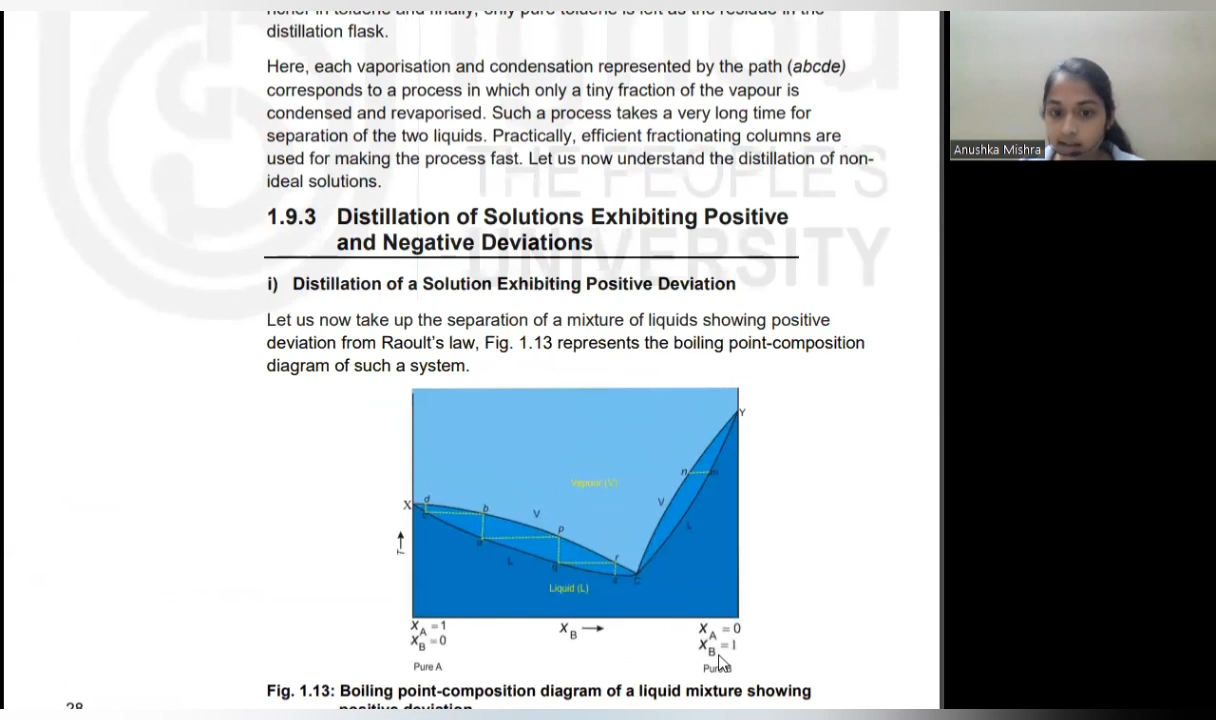 distillation flask.
Here, each vaporisation and condensation represented by the path (abcde)
corresponds to a process in which only a tiny fraction of the vapour is
condensed and revaporised. Such a process takes a very long time for
separation of the two liquids. Practically, efficient fractionating columns are
used for making the process fast. Let us now understand the distillation of non-
ideal solutions.
THE PEOPLE'S
UNIVERSITY
1.9.3 Distillation of Solutions Exhibiting Positive
and Negative Deviations
i) Distillation of a Solution Exhibiting Positive Deviation
Let us now take up the separation of a mixture of liquids showing positive
deviation from Raoult's law, Fig. 1.13 represents the boiling point-composition
diagram of such a system.
Y
n m
Vapour (V)
X d b
V V
p
L L
q r
C
T
Liquid (L)
XA = 1
XB = 0
XB
XA = 0
XB = 1
Pure A
Fig. 1.13: Boiling point-composition diagram of a liquid mixture showing
positive deviation
Anushka Mishra